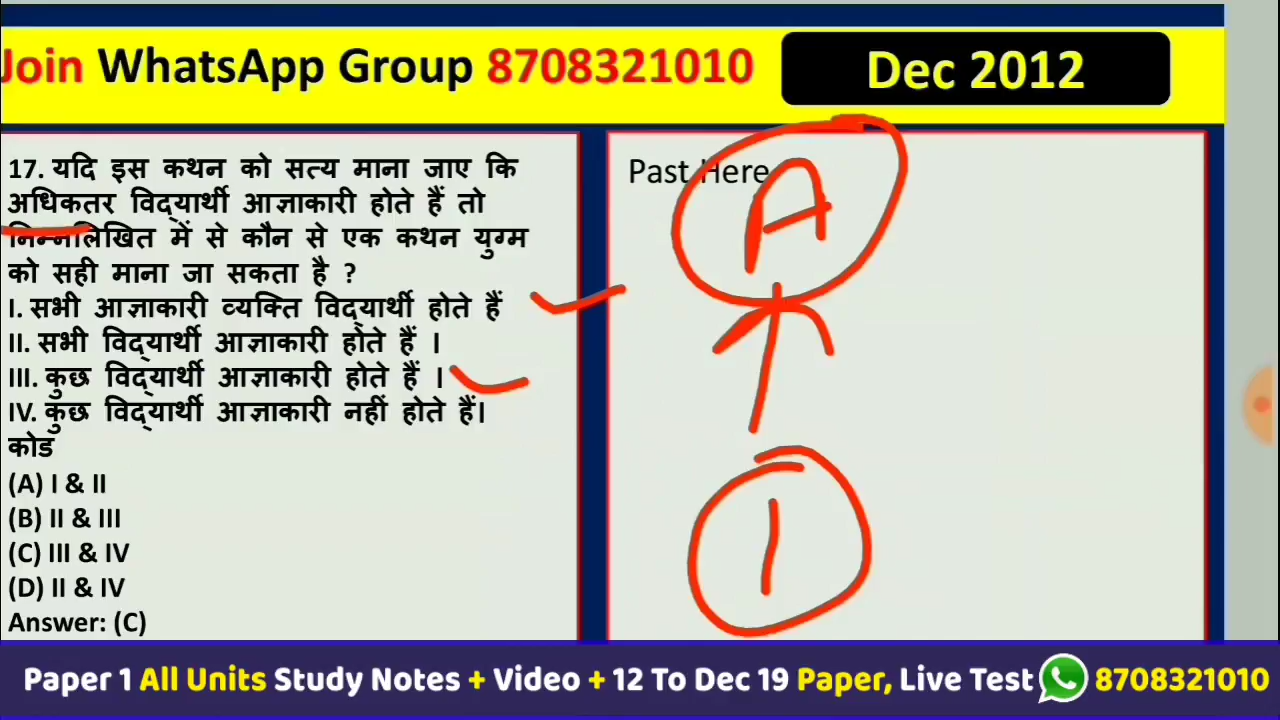 Join WhatsApp Group 8708321010
Dec 2012
17. यदि इस कथन को सत्य माना जाए कि
अधिकतर विद्यार्थी आज्ञाकारी होते हैं तो
निम्नलिखित में से कौन से एक कथन युग्म
को सही माना जा सकता है ?
I. सभी आज्ञाकारी व्यक्ति विद्यार्थी होते हैं
II. सभी विद्यार्थी आज्ञाकारी होते हैं ।
III. कुछ विद्यार्थी आज्ञाकारी होते हैं ।
IV. कुछ विद्यार्थी आज्ञाकारी नहीं होते हैं।
कोड
(A) I & II
(B) II & III
(C) III & IV
(D) II & IV
Answer: (C)
Past Here
A
I
Paper 1 All Units Study Notes + Video + 12 To Dec 19 Paper, Live Test 8708321010